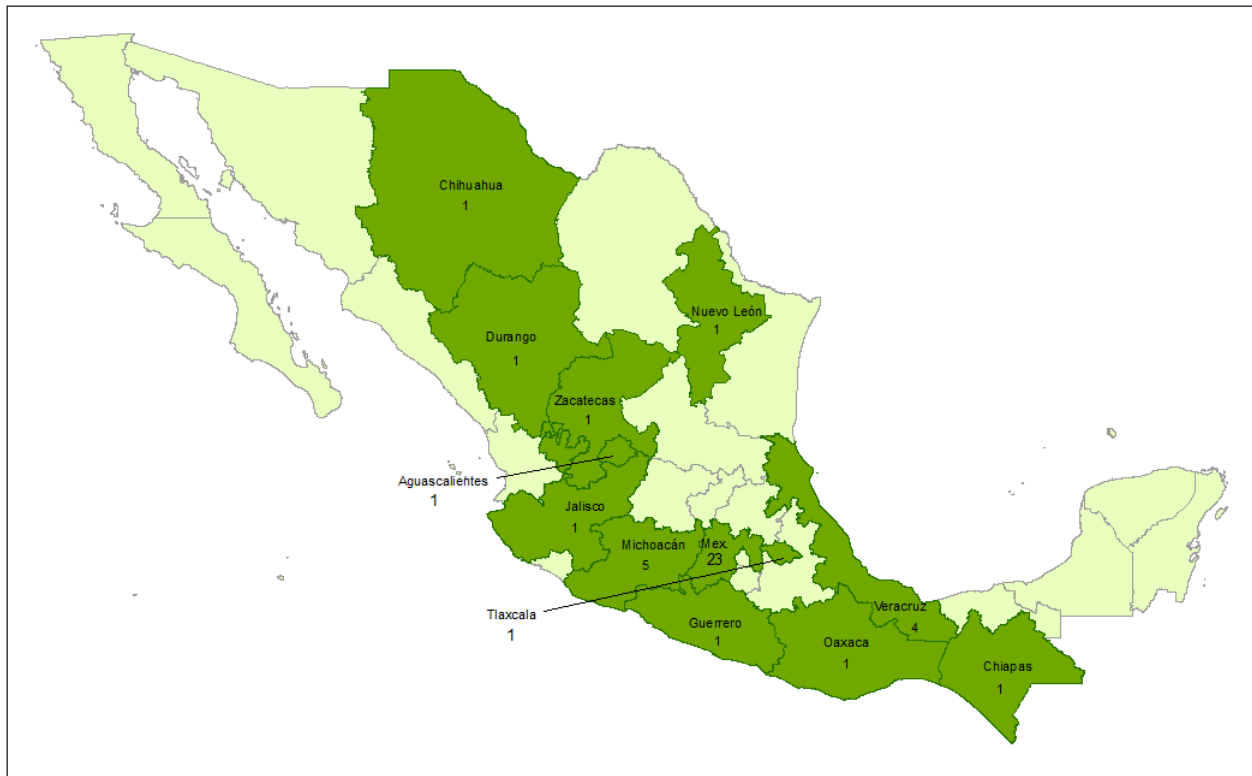 Chihuahua
1
Nuevo León
1
Durango
1
Zacatecas
1
Aguascalientes
1
Jalisco
1
Michoacán
5
Mex.
23
Tlaxcala
1
Guerrero
1
Veracruz
4
Oaxaca
1
Chiapas
1